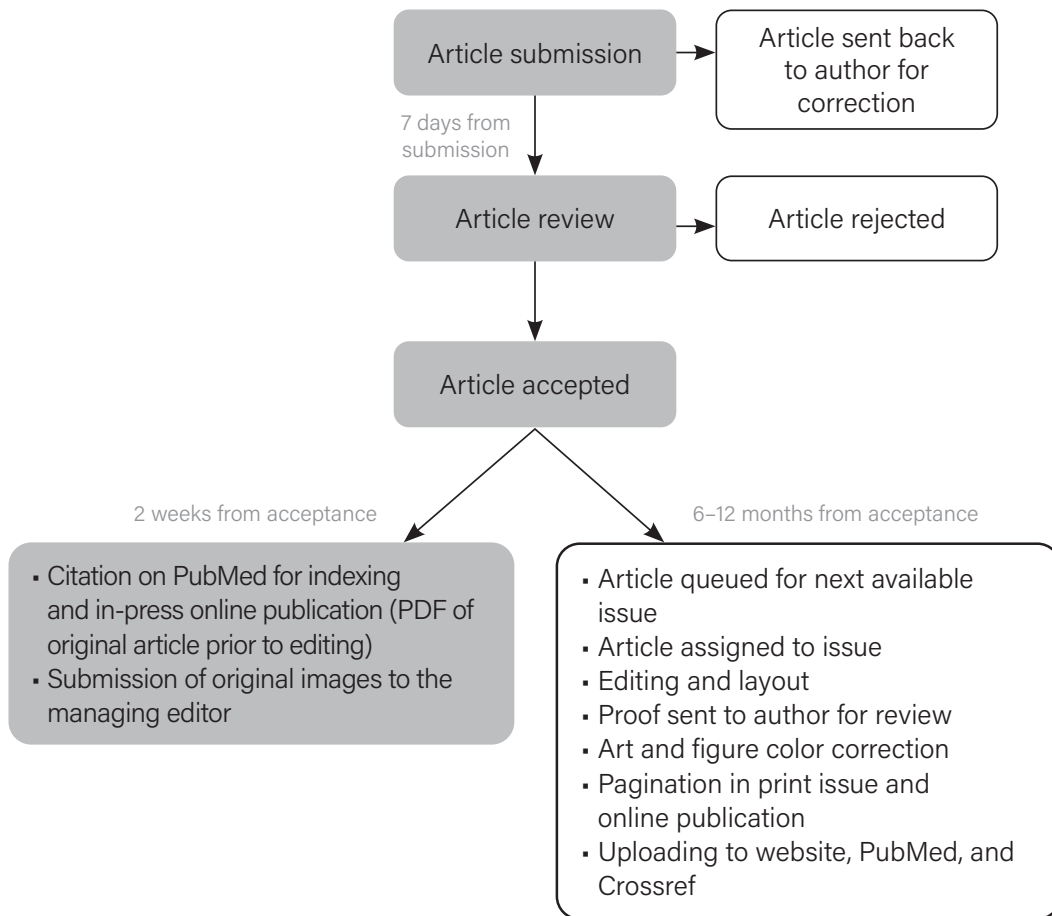 Article submission
Article sent back
to author for
correction
7 days from
submission
Article review
Article rejected
Article accepted
2 weeks from acceptance
6–12 months from acceptance
▪ Citation on PubMed for indexing
and in-press online publication (PDF of
original article prior to editing)
▪ Submission of original images to the
managing editor
▪ Article queued for next available
issue
▪ Article assigned to issue
▪ Editing and layout
▪ Proof sent to author for review
▪ Art and figure color correction
▪ Pagination in print issue and
online publication
▪ Uploading to website, PubMed, and
Crossref